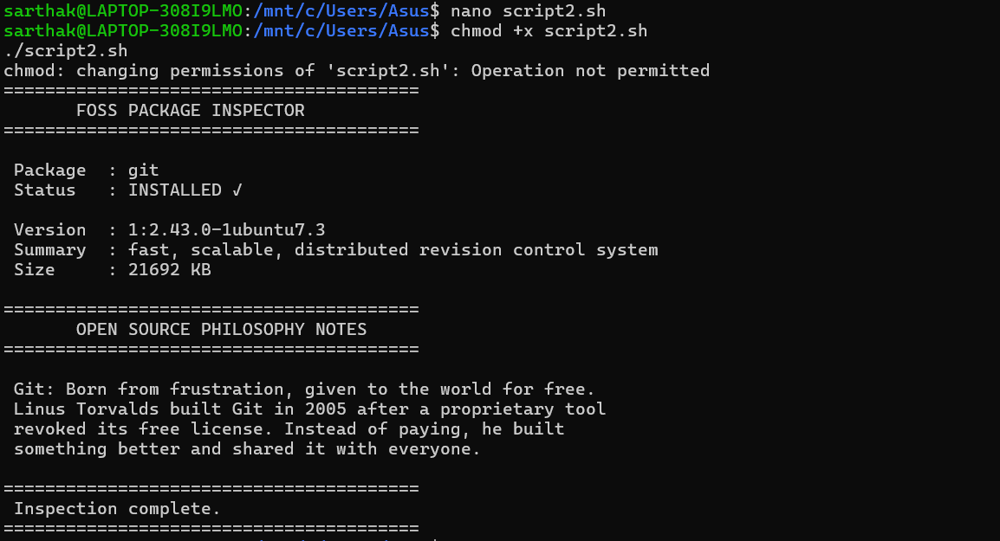 sarthak@LAPTOP-308I9LMO:/mnt/c/Users/Asus$ nano script2.sh
sarthak@LAPTOP-308I9LMO:/mnt/c/Users/Asus$ chmod +x script2.sh
./script2.sh
chmod: changing permissions of 'script2.sh': Operation not permitted
========================================
       FOSS PACKAGE INSPECTOR
========================================

 Package  : git
 Status   : INSTALLED ✓

 Version  : 1:2.43.0-1ubuntu7.3
 Summary  : fast, scalable, distributed revision control system
 Size     : 21692 KB

========================================
       OPEN SOURCE PHILOSOPHY NOTES
========================================

 Git: Born from frustration, given to the world for free.
 Linus Torvalds built Git in 2005 after a proprietary tool
 revoked its free license. Instead of paying, he built
 something better and shared it with everyone.

========================================
 Inspection complete.
========================================